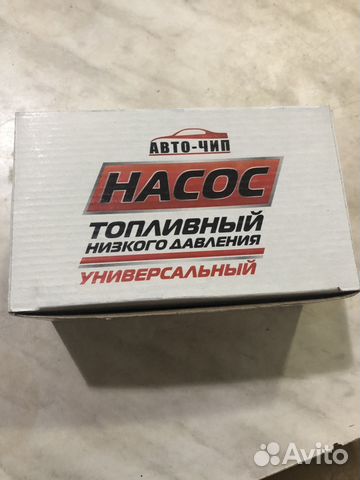 АВТО-ЧИП
НАСОС
ТОПЛИВНЫЙ
НИЗКОГО ДАВЛЕНИЯ
УНИВЕРСАЛЬНЫЙ
Avito